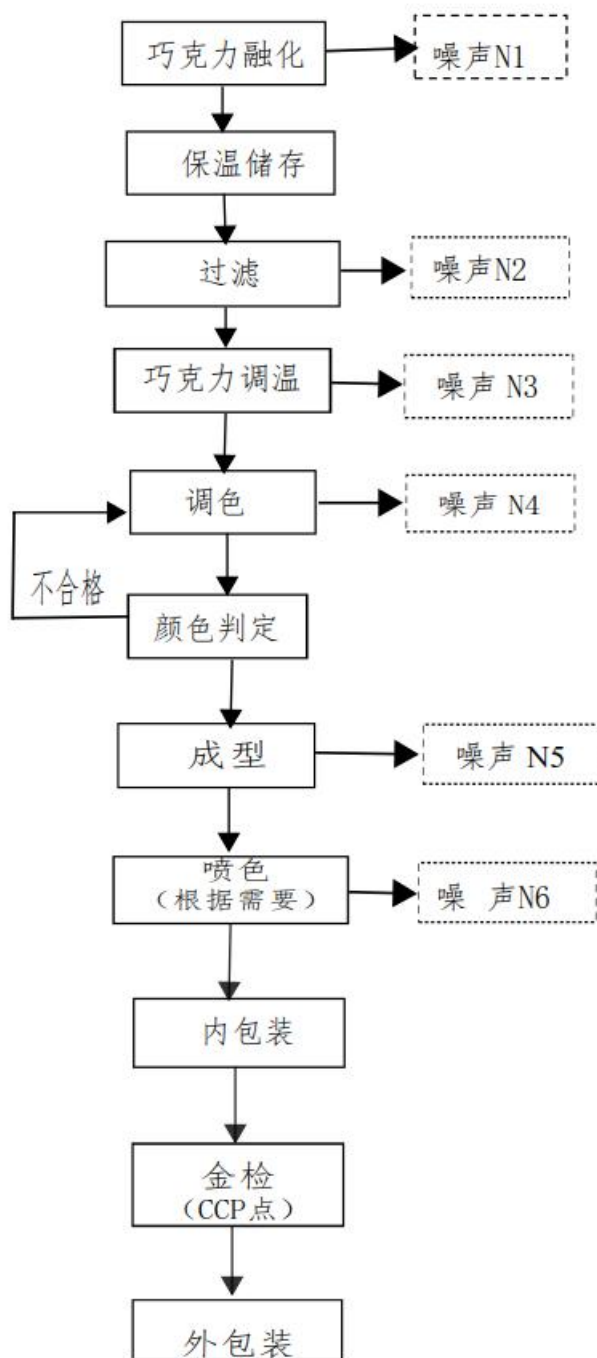 巧克力融化
噪声N1
保温储存
过滤
噪声N2
巧克力调温
噪声 N3
调色
噪声 N4
不合格
颜色判定
成型
噪声 N5
喷色
（根据需要）
噪 声N6
内包装
金检
（CCP点）
外包装